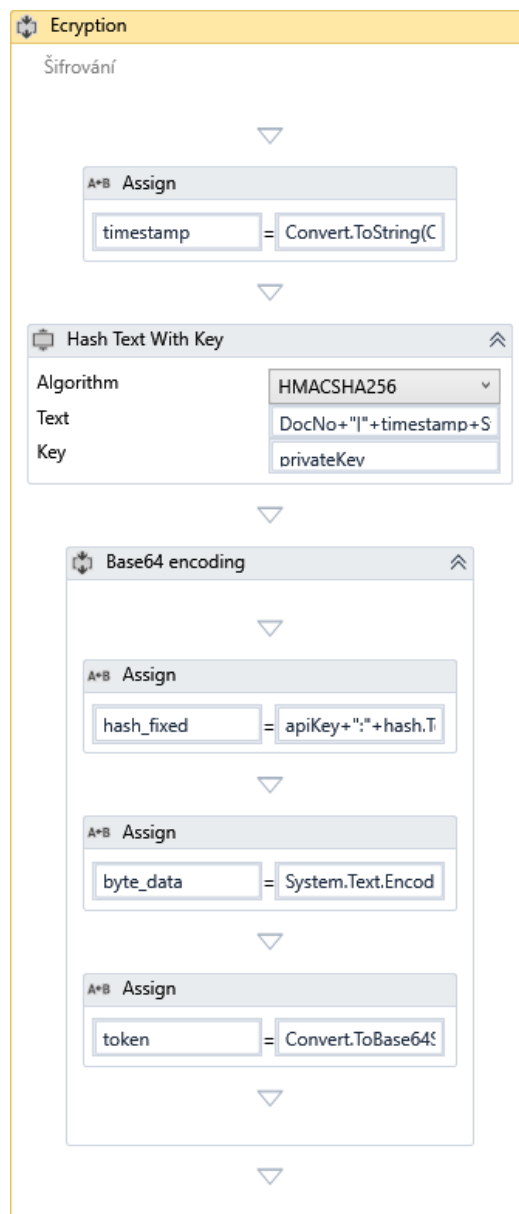 Ecryption
Šifrování
A+B Assign
timestamp = Convert.ToString(C
Hash Text With Key
Algorithm HMACSHA256
Text DocNo+"|"+timestamp+S
Key privateKey
Base64 encoding
A+B Assign
hash_fixed = apiKey+":"+hash.T
A+B Assign
byte_data = System.Text.Encod
A+B Assign
token = Convert.ToBase64S